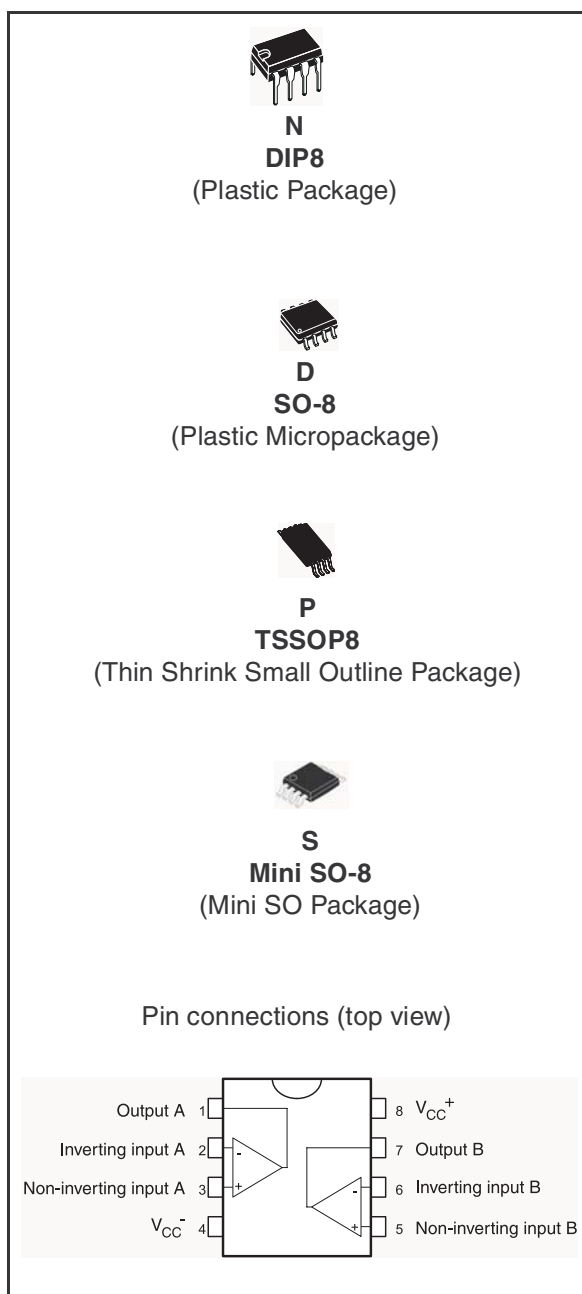 N
DIP8
(Plastic Package)
D
SO-8
(Plastic Micropackage)
P
TSSOP8
(Thin Shrink Small Outline Package)
S
Mini SO-8
(Mini SO Package)
Pin connections (top view)
Output A 1
Inverting input A 2 -
Non-inverting input A 3 +
VCC- 4
8 VCC+
7 Output B
- 6 Inverting input B
+ 5 Non-inverting input B